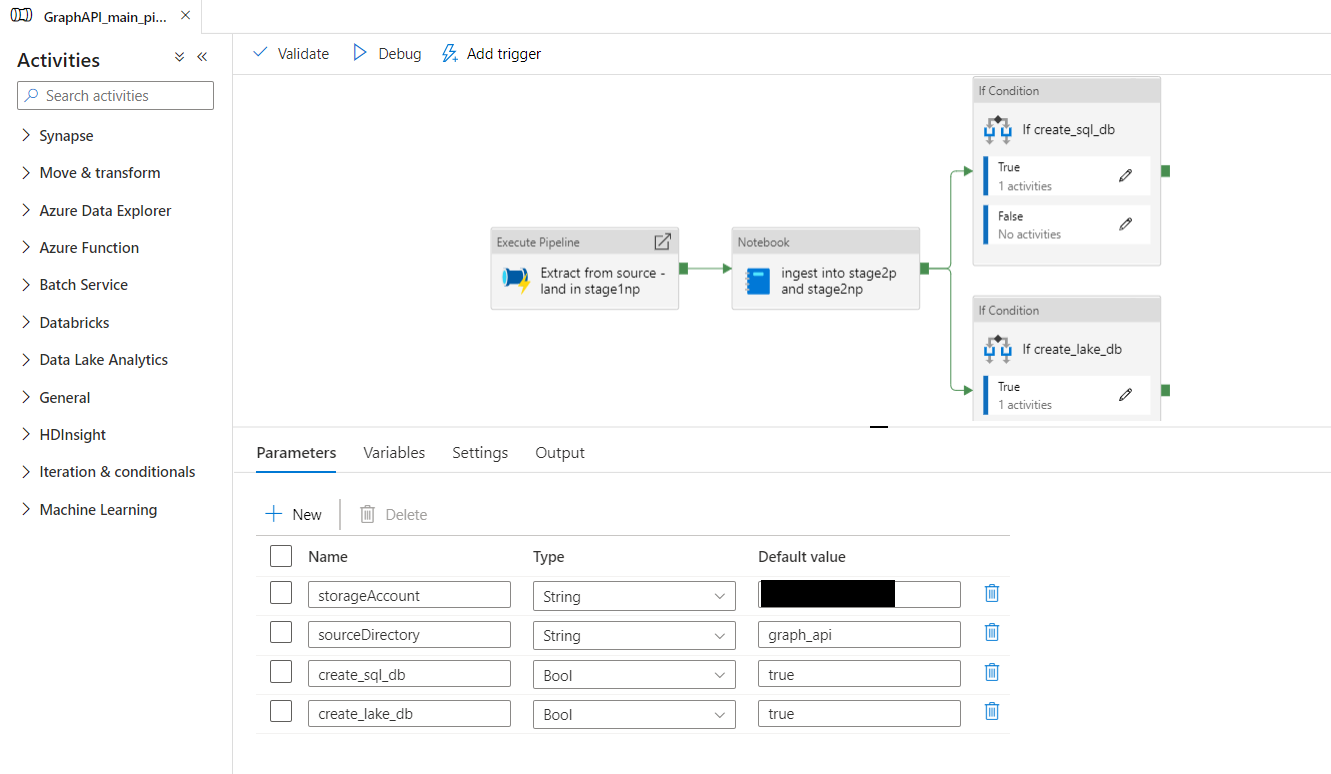 GraphAPI_main_pi...
Activities
Search activities
Synapse
Move & transform
Azure Data Explorer
Azure Function
Batch Service
Databricks
Data Lake Analytics
General
HDInsight
Iteration & conditionals
Machine Learning
Validate
Debug
Add trigger
Execute Pipeline
Extract from source -
land in stage1np
Notebook
ingest into stage2p
and stage2np
If Condition
If create_sql_db
True
1 activities
False
No activities
If Condition
If create_lake_db
True
1 activities
Parameters Variables Settings Output
New Delete
Name Type Default value
storageAccount String
sourceDirectory String graph_api
create_sql_db Bool true
create_lake_db Bool true